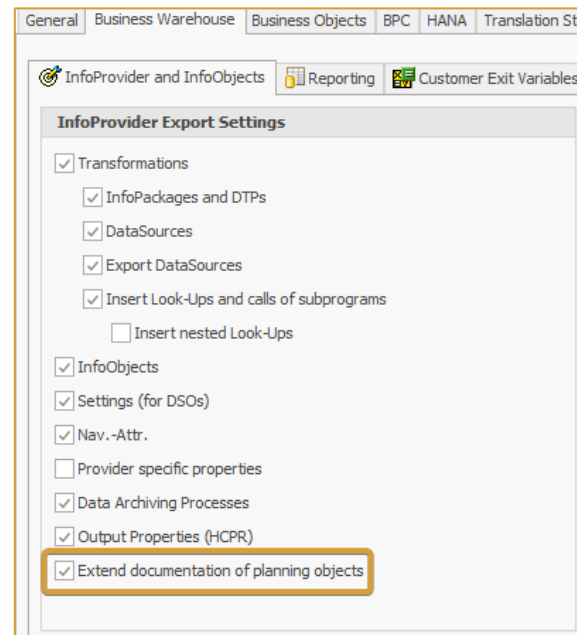 General Business Warehouse Business Objects BPC HANA Translation St
InfoProvider and InfoObjects Reporting Customer Exit Variables
InfoProvider Export Settings
Transformations
InfoPackages and DTPs
DataSources
Export DataSources
Insert Look-Ups and calls of subprograms
Insert nested Look-Ups
InfoObjects
Settings (for DSOs)
Nav.-Attr.
Provider specific properties
Data Archiving Processes
Output Properties (HCPR)
Extend documentation of planning objects